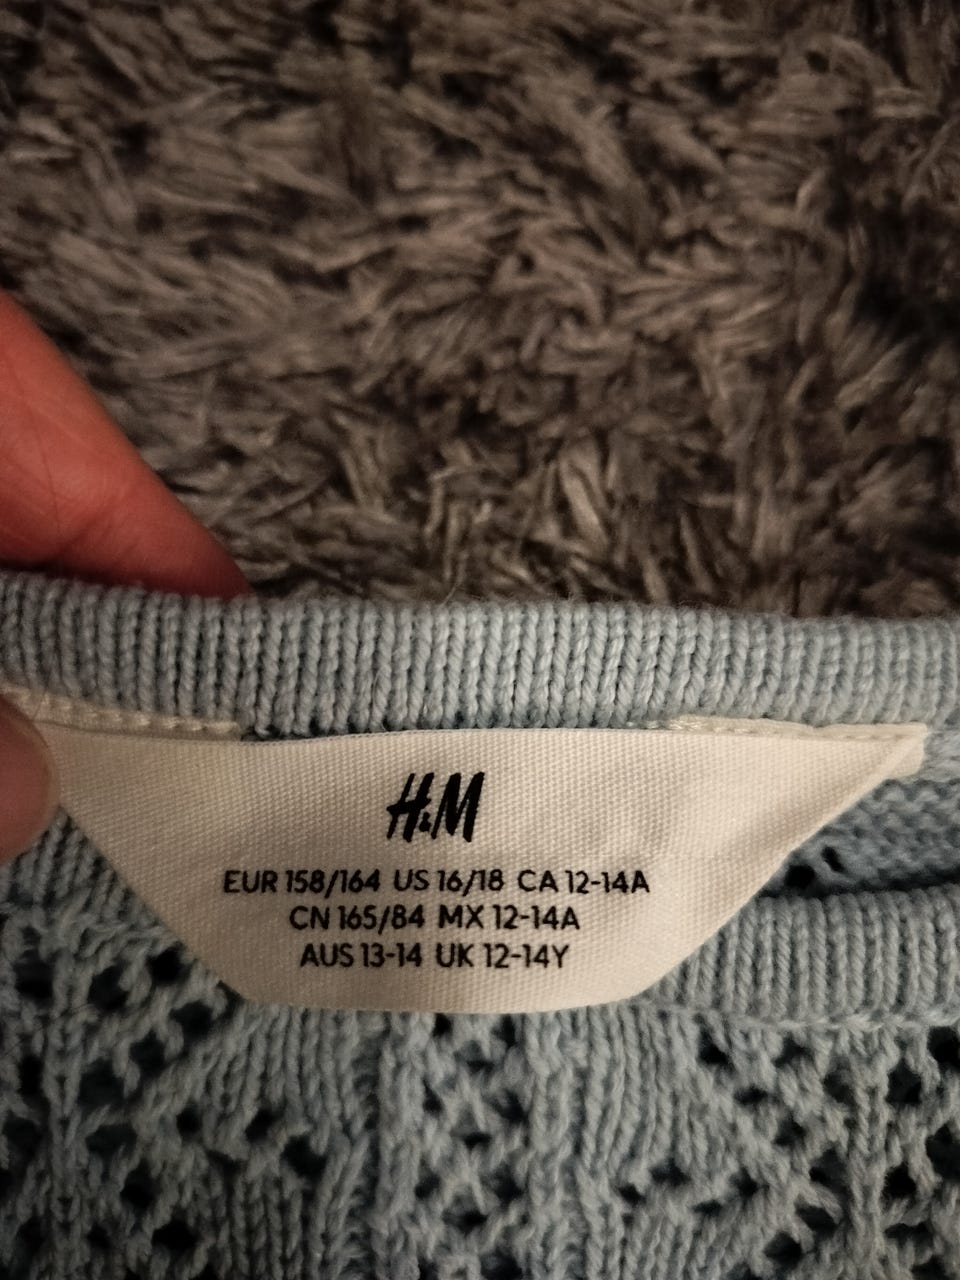 H&M
EUR 158/164 US 16/18 CA 12-14A
CN 165/84 MX 12-14A
AUS 13-14 UK 12-14Y